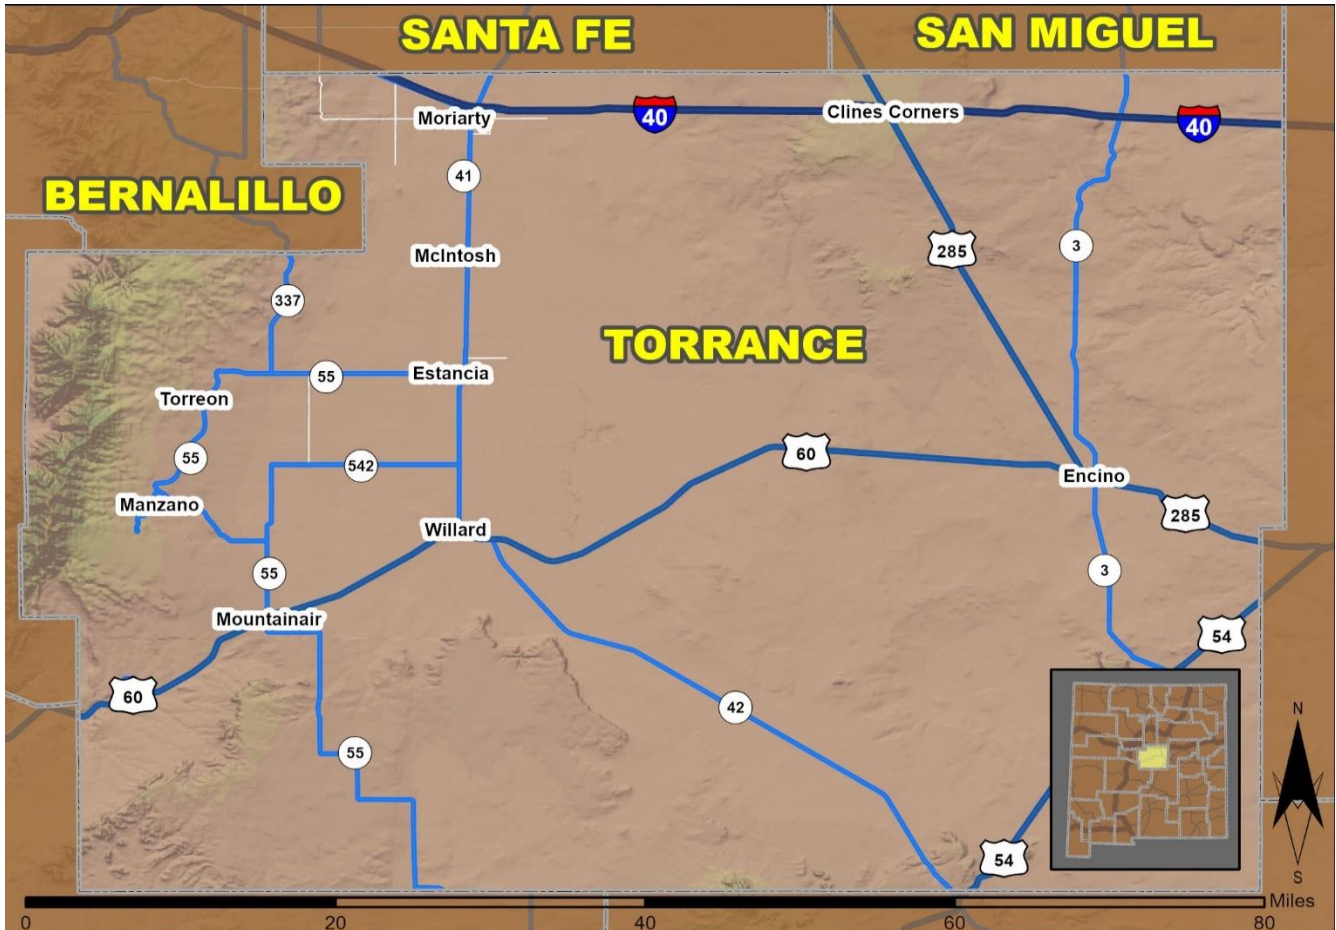 SANTA FE
SAN MIGUEL
Moriarty
40
Clines Corners
40
41
BERNALILLO
285
3
McIntosh
337
TORRANCE
55
Estancia
Torreon
55
542
60
Encino
Manzano
285
Willard
55
3
Mountainair
54
60
42
55
N
54
S
Miles
0
20
40
60
80